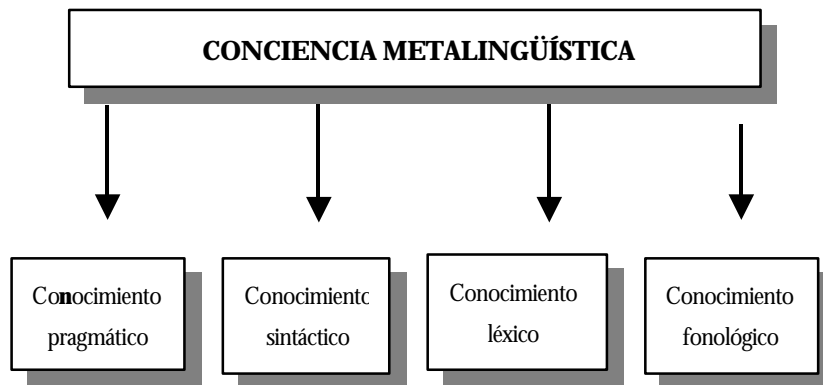 CONCIENCIA METALINGÜÍSTICA
Conocimiento
pragmático
Conocimiento
sintáctico
Conocimiento
léxico
Conocimiento
fonológico